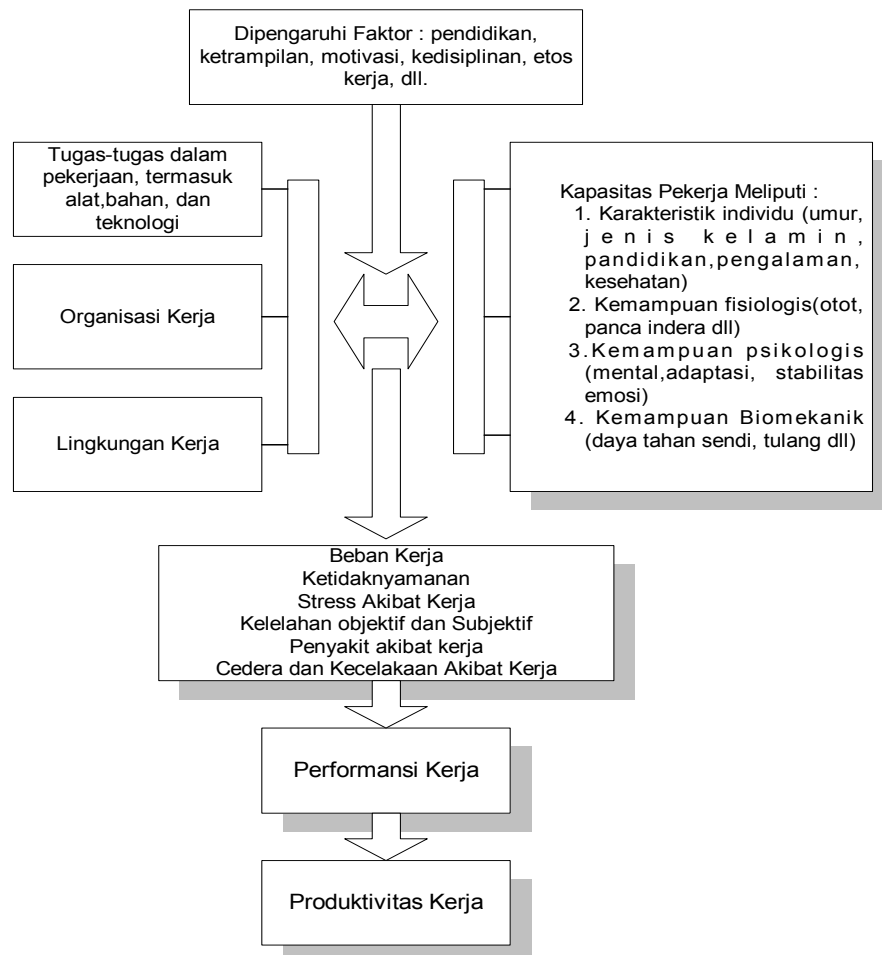 Dipengaruhi Faktor : pendidikan,
ketrampilan, motivasi, kedisiplinan, etos
kerja, dll.
Tugas-tugas dalam
pekerjaan, termasuk
alat,bahan, dan
teknologi
Organisasi Kerja
Lingkungan Kerja
Kapasitas Pekerja Meliputi :
1. Karakteristik individu (umur,
jenis kelamin,
pandidikan,pengalaman,
kesehatan)
2. Kemampuan fisiologis(otot,
panca indera dll)
3.Kemampuan psikologis
(mental,adaptasi, stabilitas
emosi)
4. Kemampuan Biomekanik
(daya tahan sendi, tulang dll)
Beban Kerja
Ketidaknyamanan
Stress Akibat Kerja
Kelelahan objektif dan Subjektif
Penyakit akibat kerja
Cedera dan Kecelakaan Akibat Kerja
Performansi Kerja
Produktivitas Kerja